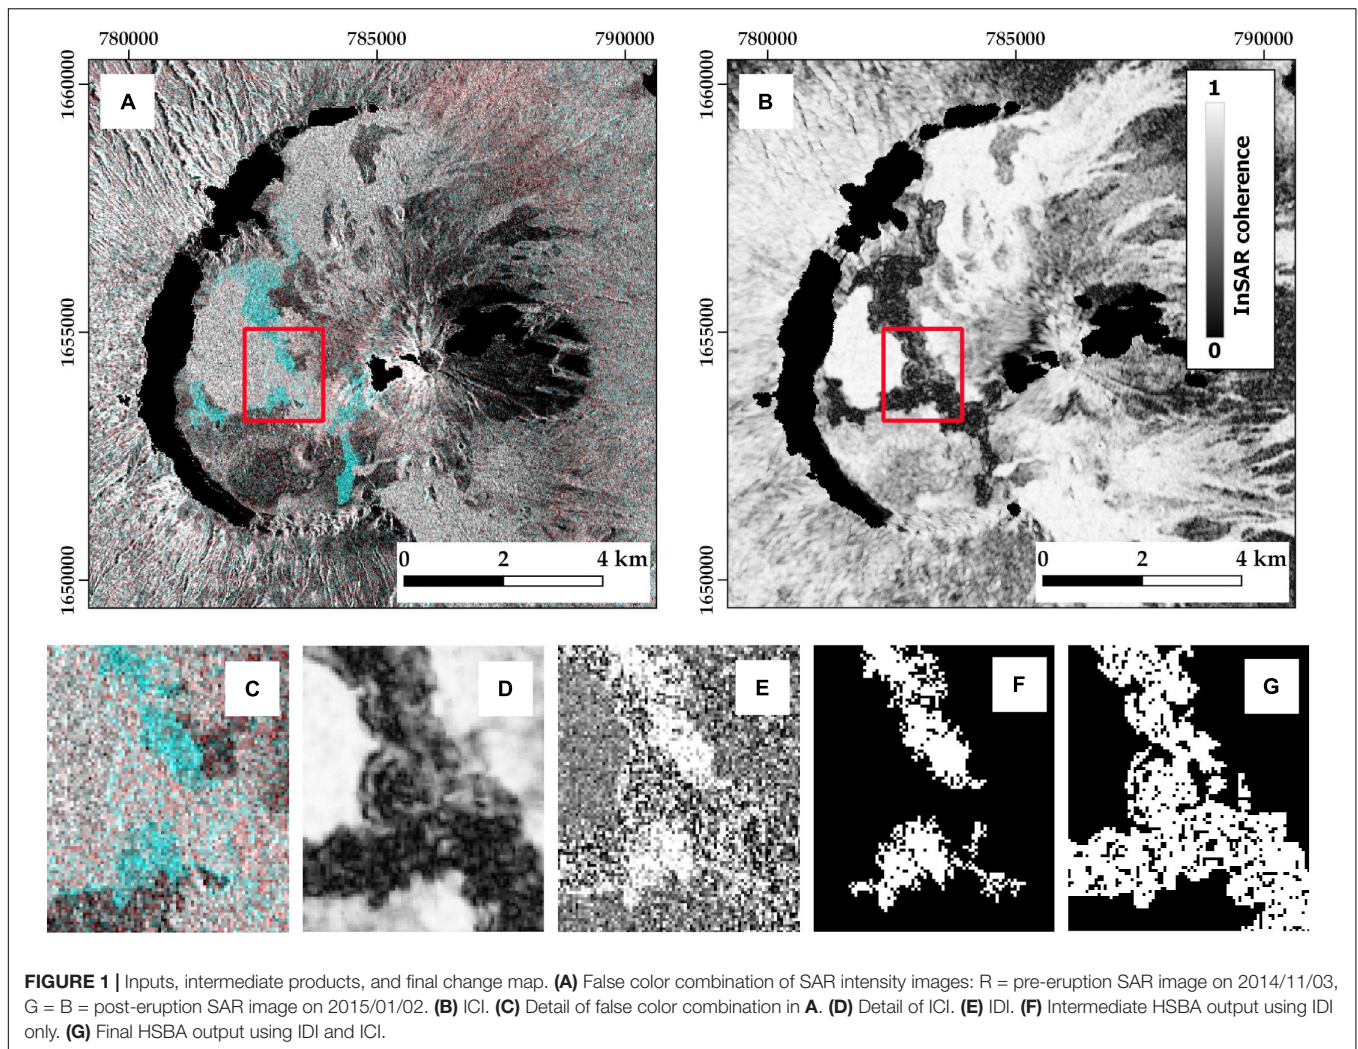 780000 785000 790000
780000 785000 790000
1660000
1655000
1650000
A
0 2 4 km
1660000
1655000
1650000
B
1
InSAR coherence
0
0 2 4 km
C
D
E
F
G
FIGURE 1 | Inputs, intermediate products, and final change map. (A) False color combination of SAR intensity images: R = pre-eruption SAR image on 2014/11/03,
G = B = post-eruption SAR image on 2015/01/02. (B) ICI. (C) Detail of false color combination in A. (D) Detail of ICI. (E) IDI. (F) Intermediate HSBA output using IDI
only. (G) Final HSBA output using IDI and ICI.